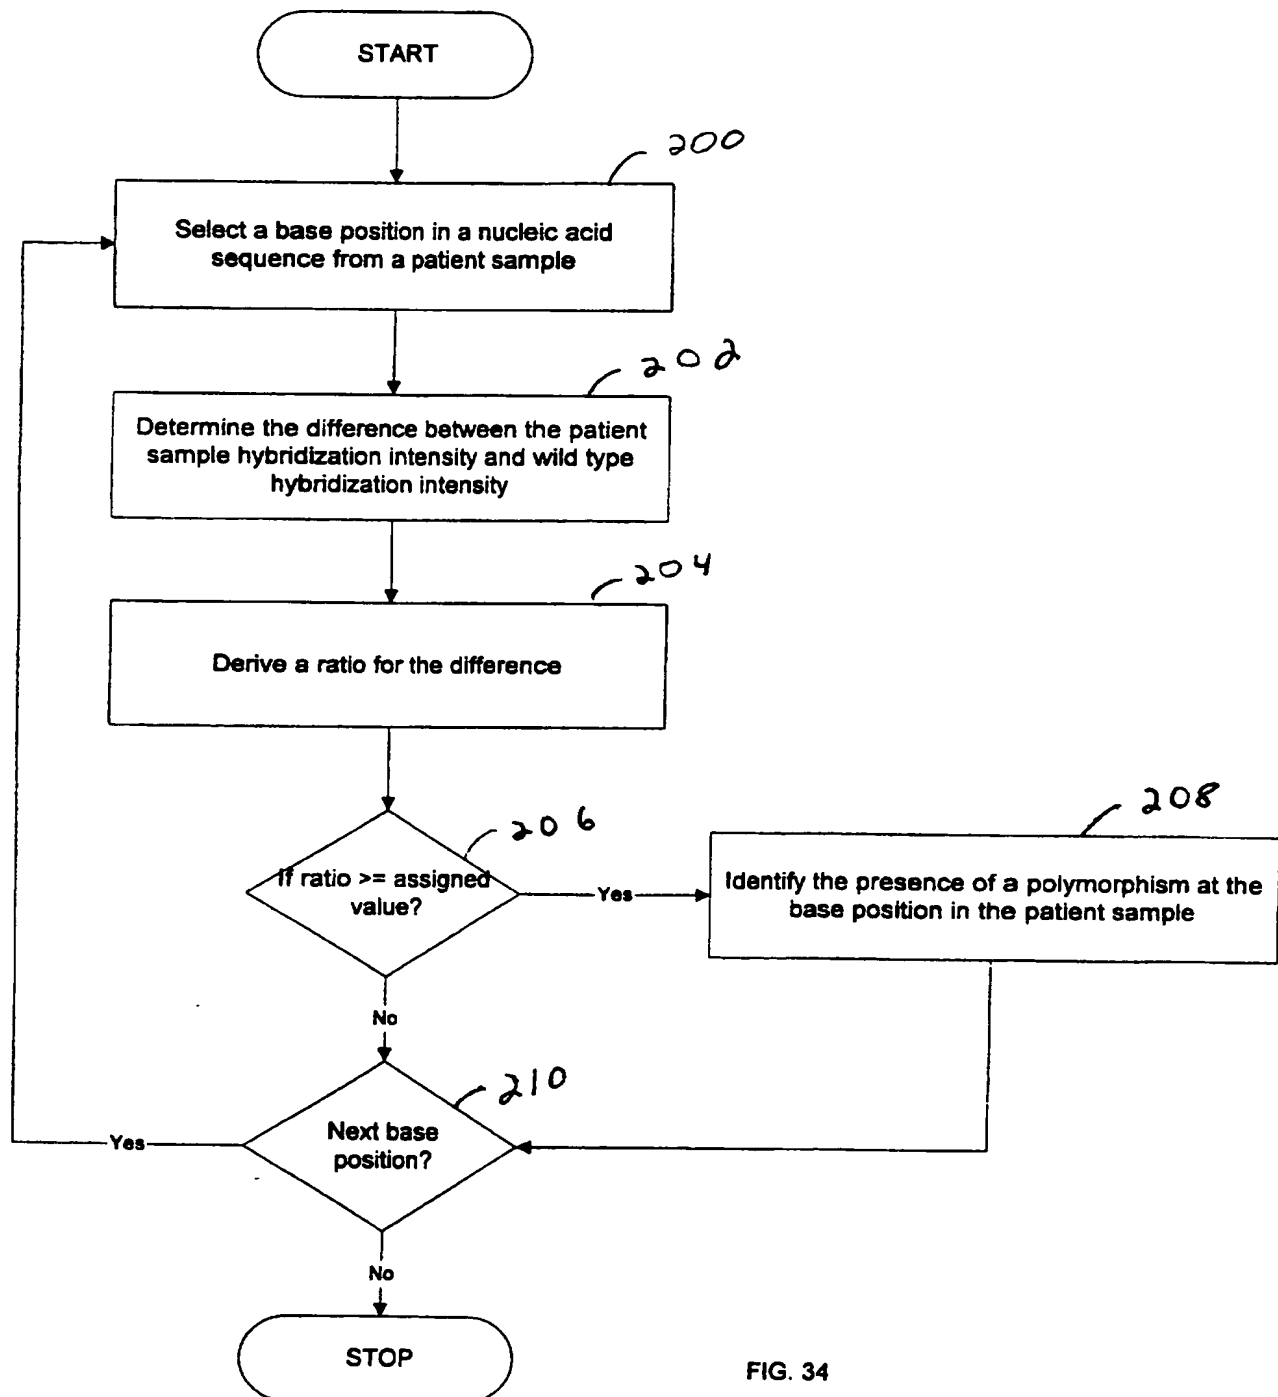 START
200
Select a base position in a nucleic acid
sequence from a patient sample
202
Determine the difference between the patient
sample hybridization intensity and wild type
hybridization intensity
204
Derive a ratio for the difference
206
If ratio >= assigned
value?
Yes
208
Identify the presence of a polymorphism at the
base position in the patient sample
No
210
Next base
position?
Yes
No
STOP
FIG. 34